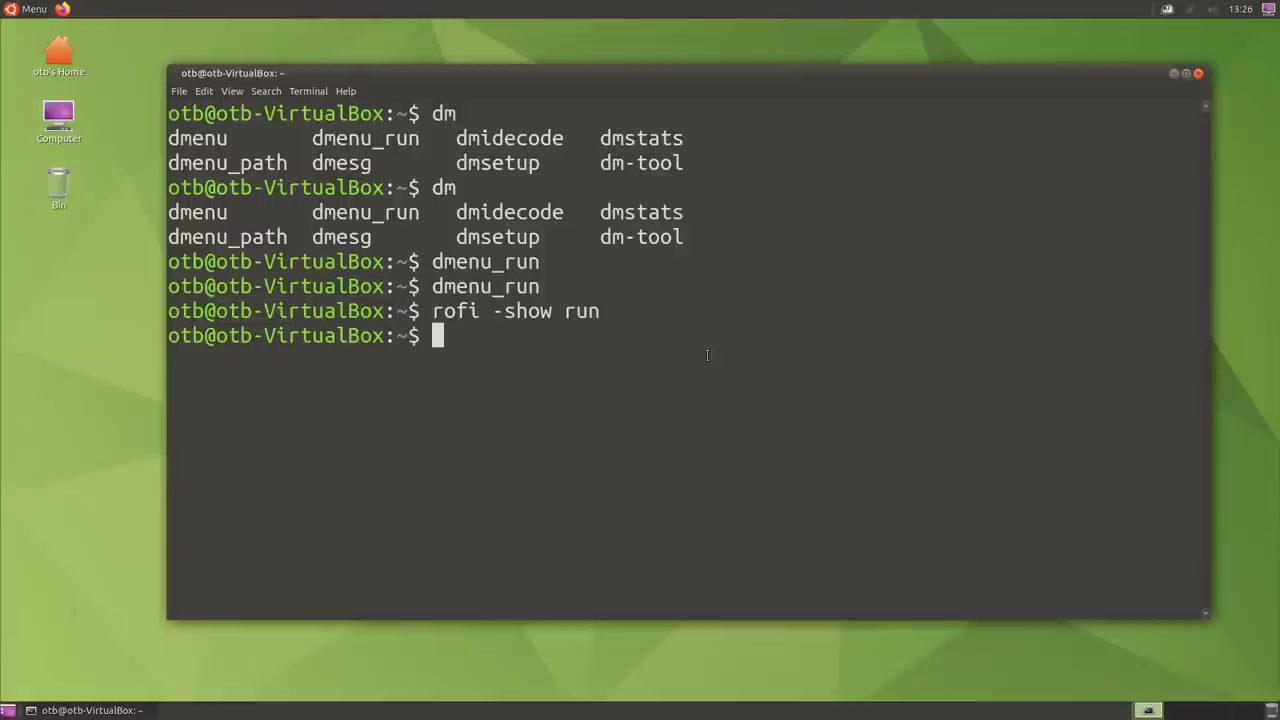 Menu
13:26
otb's Home
Computer
Bin
otb@otb-VirtualBox: ~
File Edit View Search Terminal Help
otb@otb-VirtualBox:~$ dm
dmenu dmenu_run dmidecode dmstats
dmenu_path dmesg dmsetup dm-tool
otb@otb-VirtualBox:~$ dm
dmenu dmenu_run dmidecode dmstats
dmenu_path dmesg dmsetup dm-tool
otb@otb-VirtualBox:~$ dmenu_run
otb@otb-VirtualBox:~$ dmenu_run
otb@otb-VirtualBox:~$ rofi -show run
otb@otb-VirtualBox:~$
otb@otb-VirtualBox: ~